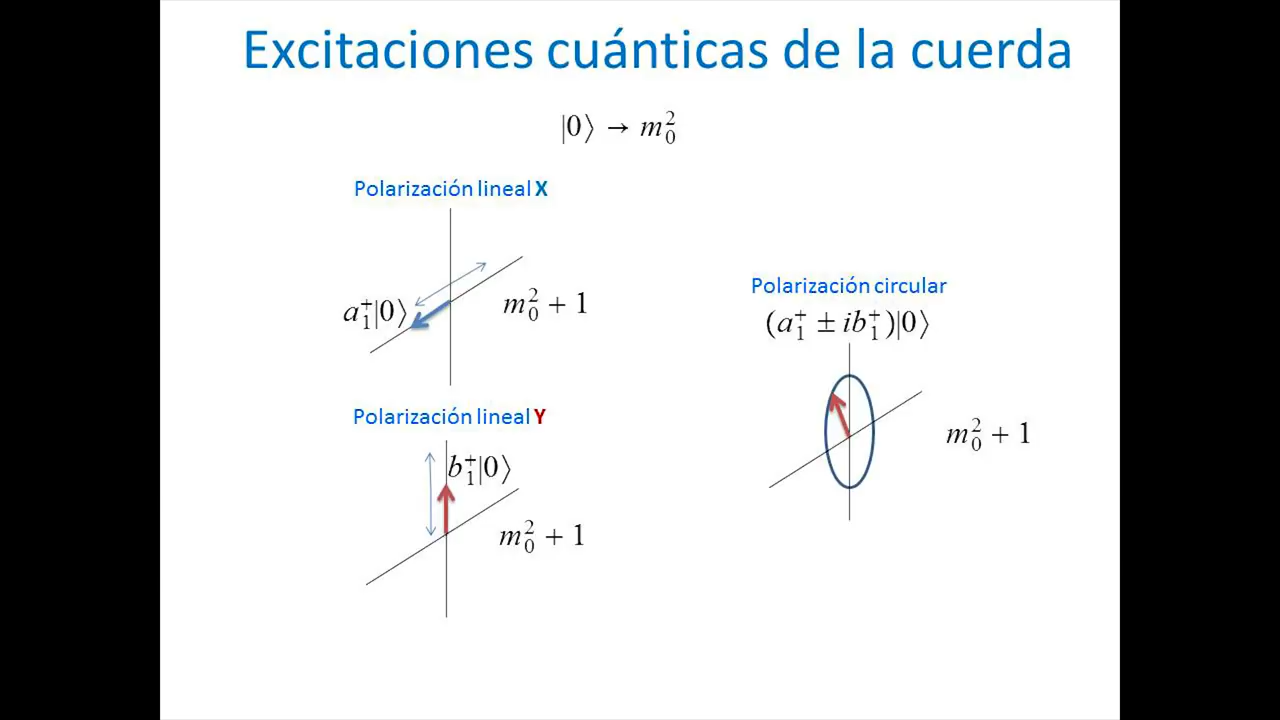 Excitaciones cuánticas de la cuerda
|0⟩ → m₀²
Polarización lineal X
a₁⁺|0⟩
m₀² + 1
Polarización lineal Y
b₁⁺|0⟩
m₀² + 1
Polarización circular
(a₁⁺ ± ib₁⁺)|0⟩
m₀² + 1